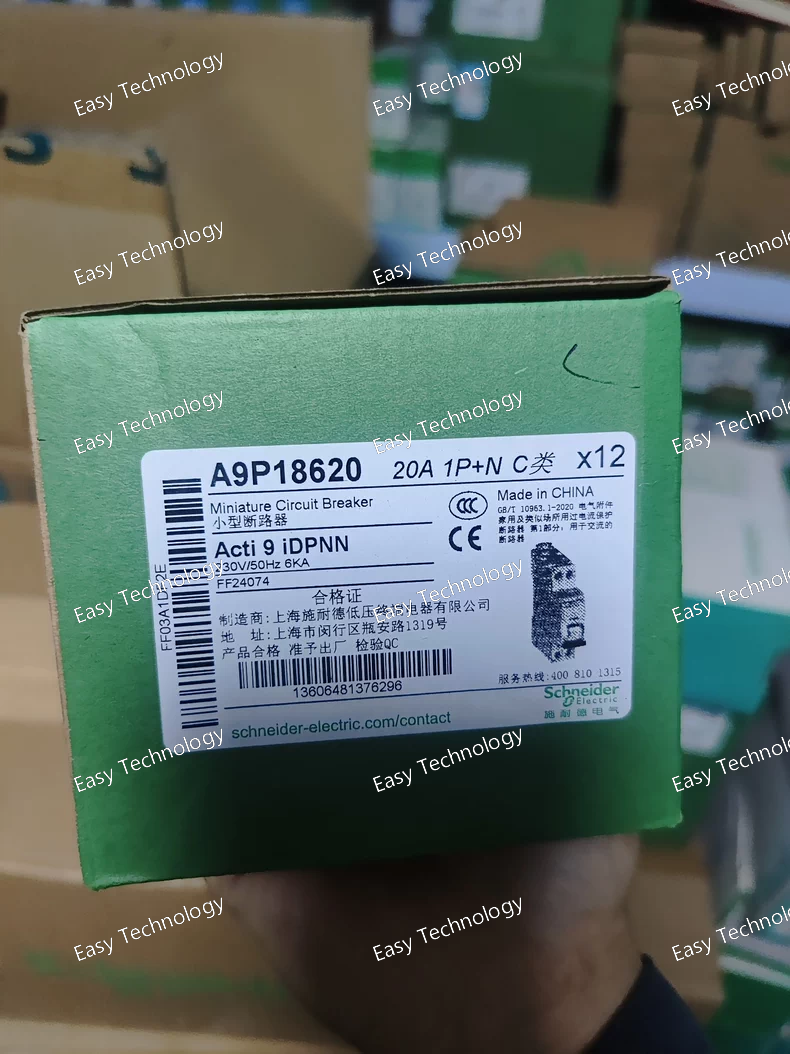 Easy Technology Easy Technology Easy Technology
Easy Technology Easy Technology Easy Technology
Easy Technology Easy Technology Easy Technology
A9P18620 20A 1P+N C类 x12
Miniature Circuit Breaker
小型断路器
Acti 9 iDPNN
230V/50Hz 6KA
FF24074
CCC
CE
Made in CHINA
GB/T 10963.1-2020 电气附件
家用及类似场所用过电流保护
断路器 第1部分: 用于交流的
断路器
合格证
制造商:上海施耐德低压终端电器有限公司
地 址:上海市闵行区瓶安路1319号
产品合格 准予出厂 检验QC
13606481376296
服务热线:400 810 1315
Schneider
Electric
施耐德电气
schneider-electric.com/contact
Easy Technology Easy Technology Easy Technology
Easy Technology Easy Technology Easy Technology
Easy Technology Easy Technology Easy Technology